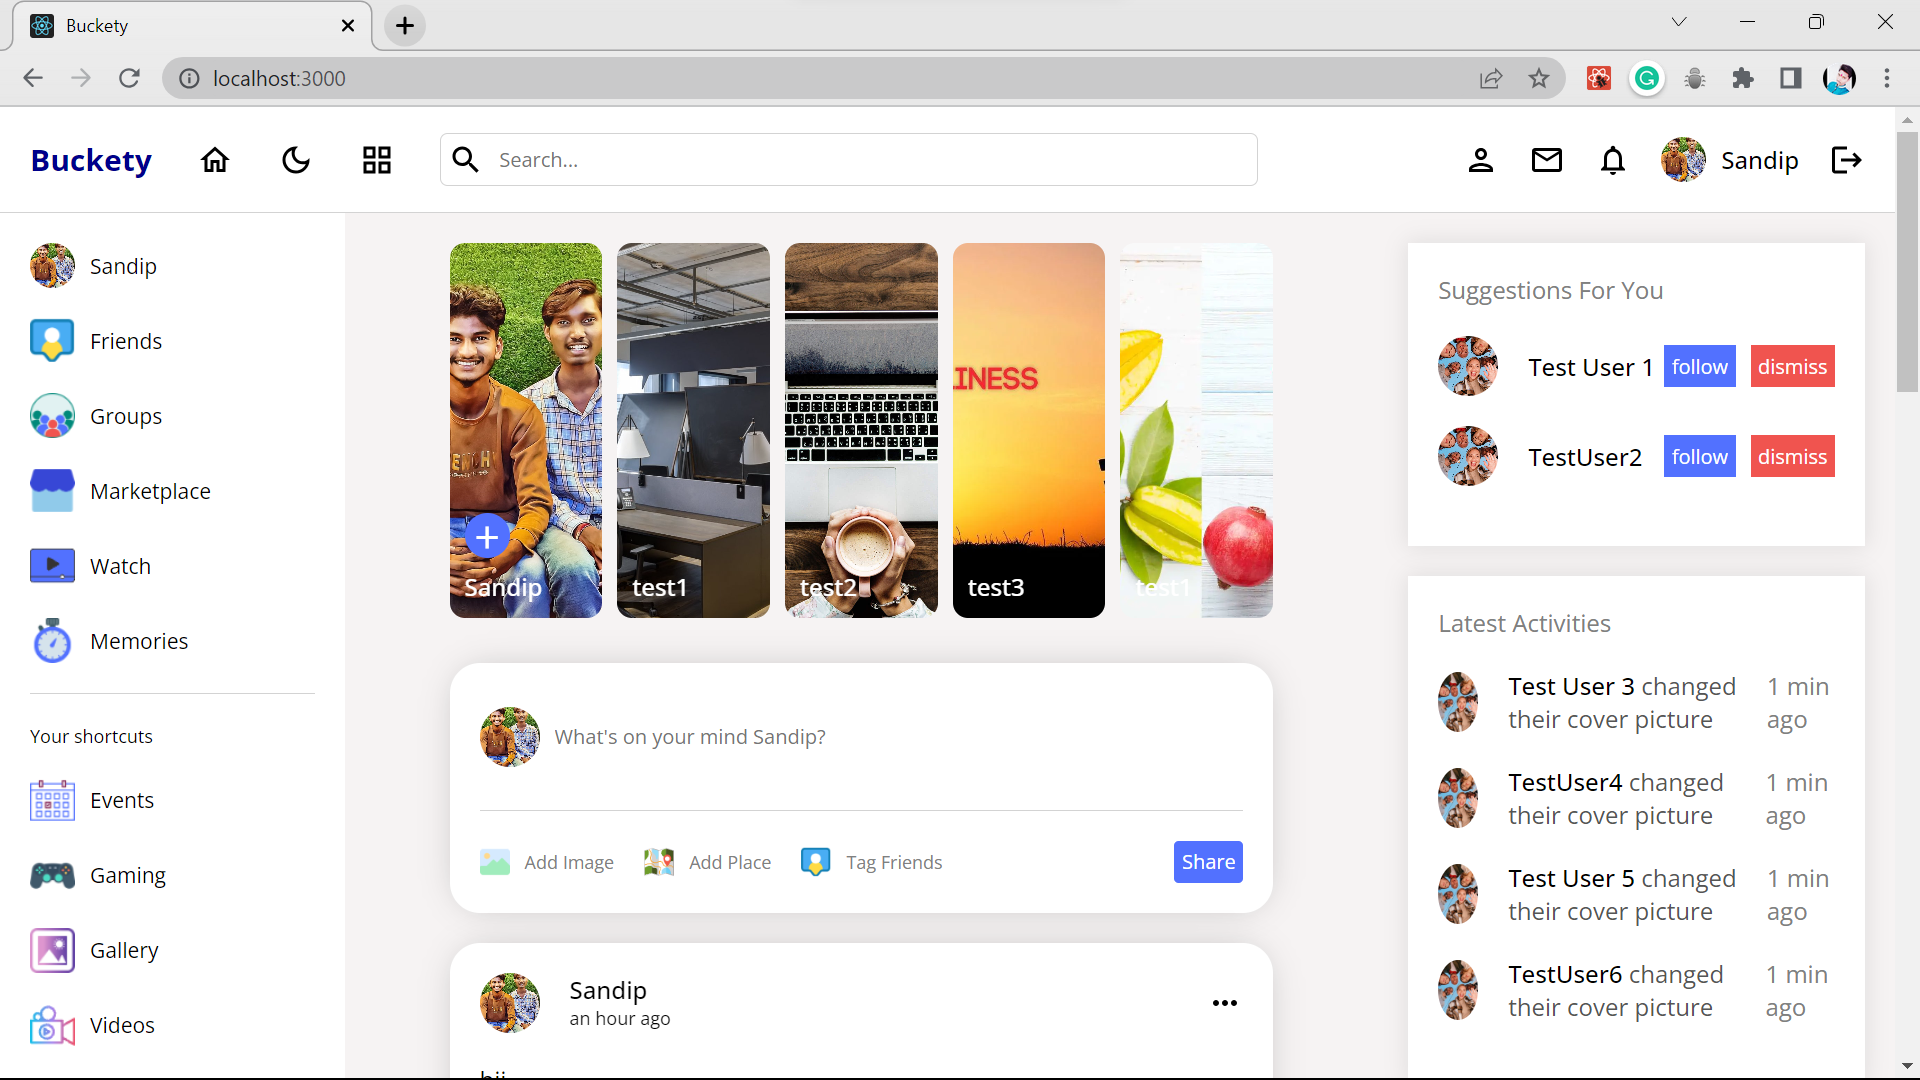 Buckety
localhost:3000
Buckety
Search...
Sandip
Sandip
Friends
Groups
Marketplace
Watch
Memories
Your shortcuts
Events
Gaming
Gallery
Videos
INESS
Sandip
test1
test2
test3
test1
What's on your mind Sandip?
Add Image
Add Place
Tag Friends
Share
Sandip
an hour ago
Suggestions For You
Test User 1
follow
dismiss
TestUser2
follow
dismiss
Latest Activities
Test User 3 changed
their cover picture
1 min
ago
TestUser4 changed
their cover picture
1 min
ago
Test User 5 changed
their cover picture
1 min
ago
TestUser6 changed
their cover picture
1 min
ago